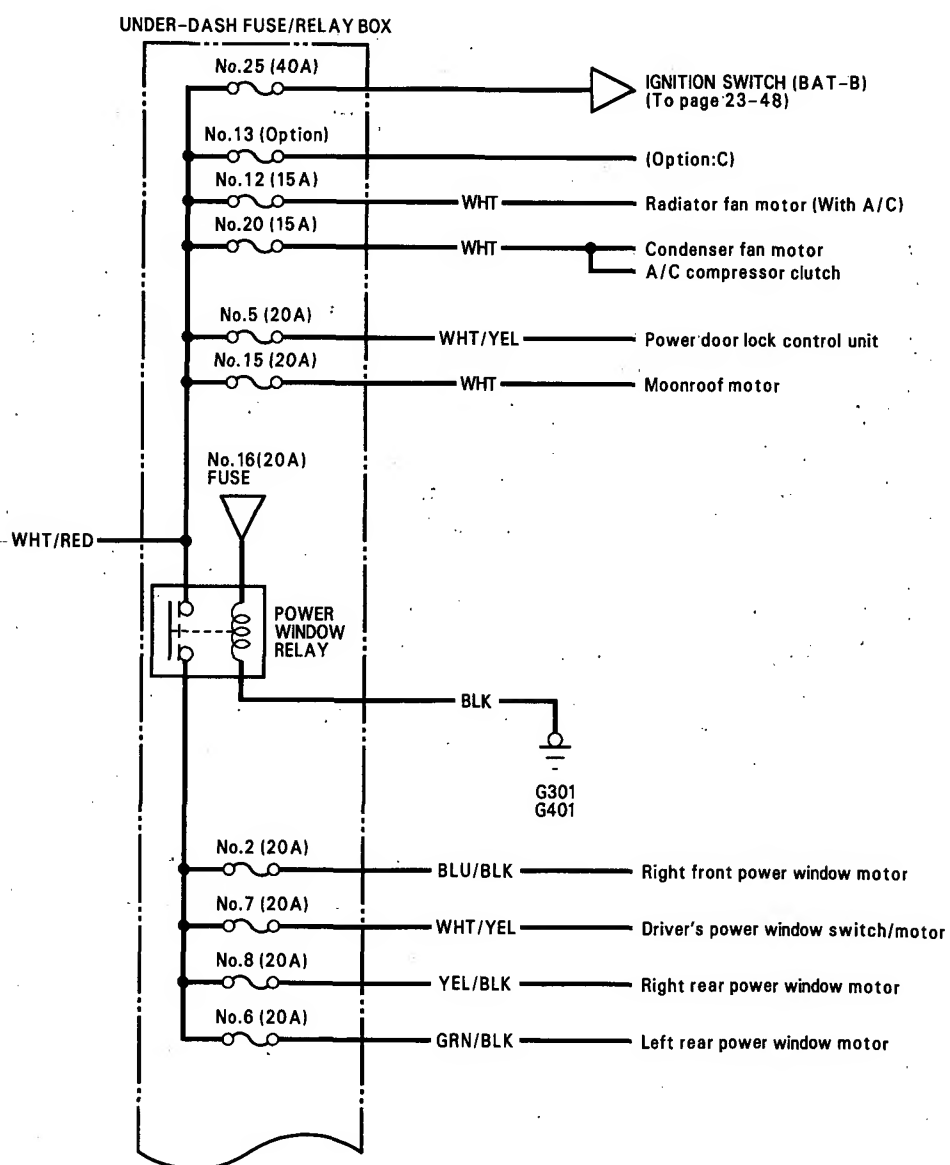 UNDER-DASH FUSE/RELAY BOX
No.25 (40A)
IGNITION SWITCH (BAT-B)
(To page 23-48)
No.13 (Option)
(Option:C)
No.12 (15A)
WHT
Radiator fan motor (With A/C)
No.20 (15A)
WHT
Condenser fan motor
A/C compressor clutch
No.5 (20A)
WHT/YEL
Power door lock control unit
No.15 (20A)
WHT
Moonroof motor
No.16(20A)
FUSE
WHT/RED
POWER
WINDOW
RELAY
BLK
G301
G401
No.2 (20A)
BLU/BLK
Right front power window motor
No.7 (20A)
WHT/YEL
Driver's power window switch/motor
No.8 (20A)
YEL/BLK
Right rear power window motor
No.6 (20A)
GRN/BLK
Left rear power window motor